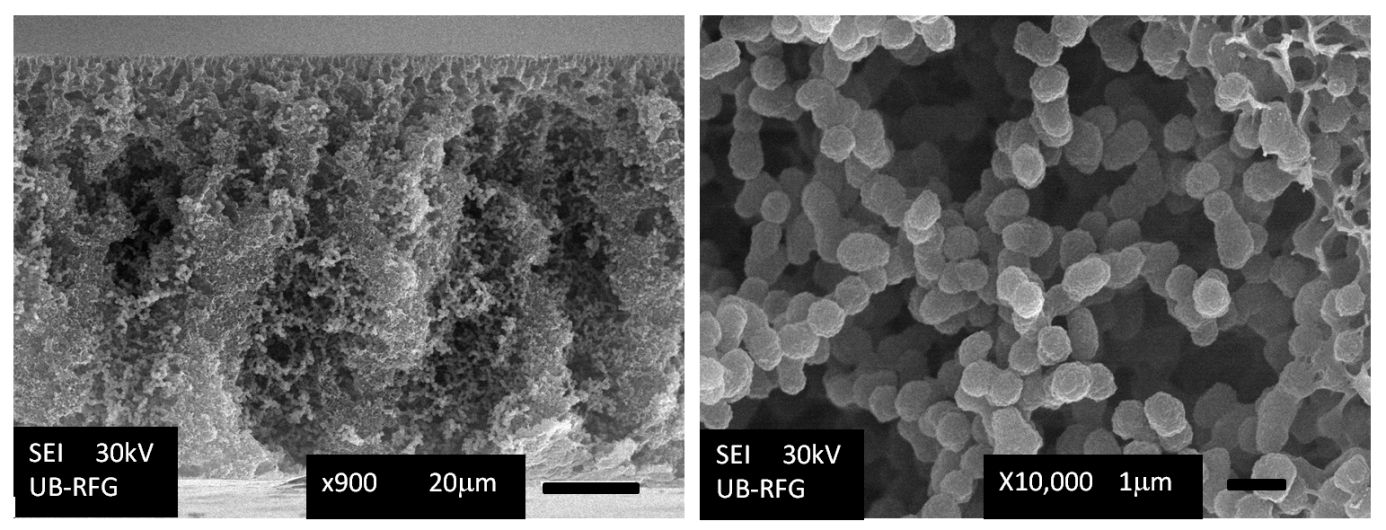 SEI 30kV
UB-RFG
x900 20μm
SEI 30kV
UB-RFG
X10,000 1μm